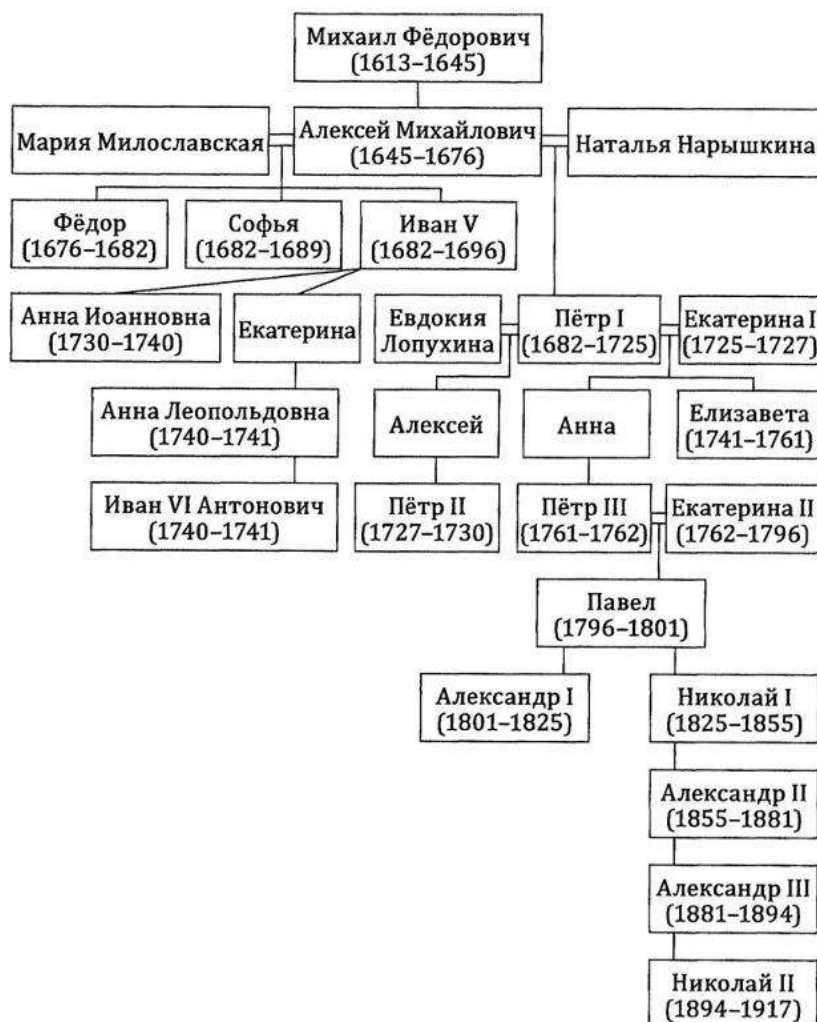 Михаил Фёдорович
(1613–1645)
Мария Милославская
Алексей Михайлович
(1645–1676)
Наталья Нарышкина
Фёдор
(1676–1682)
Софья
(1682–1689)
Иван V
(1682–1696)
Анна Иоанновна
(1730–1740)
Екатерина
Евдокия
Лопухина
Пётр I
(1682–1725)
Екатерина I
(1725–1727)
Анна Леопольдовна
(1740–1741)
Алексей
Анна
Елизавета
(1741–1761)
Иван VI Антонович
(1740–1741)
Пётр II
(1727–1730)
Пётр III
(1761–1762)
Екатерина II
(1762–1796)
Павел
(1796–1801)
Александр I
(1801–1825)
Николай I
(1825–1855)
Александр II
(1855–1881)
Александр III
(1881–1894)
Николай II
(1894–1917)